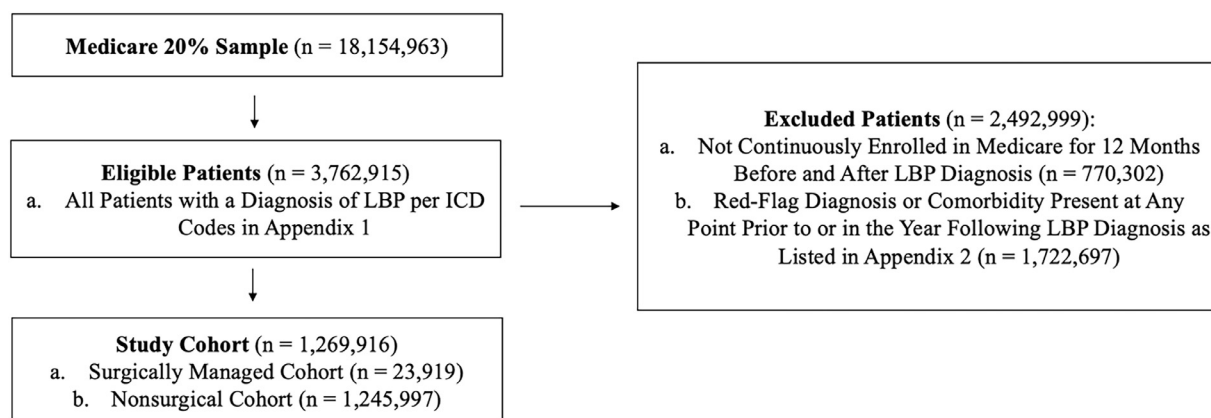 Medicare 20% Sample (n = 18,154,963)
Eligible Patients (n = 3,762,915)
a. All Patients with a Diagnosis of LBP per ICD
Codes in Appendix 1
Excluded Patients (n = 2,492,999):
a. Not Continuously Enrolled in Medicare for 12 Months
Before and After LBP Diagnosis (n = 770,302)
b. Red-Flag Diagnosis or Comorbidity Present at Any
Point Prior to or in the Year Following LBP Diagnosis as
Listed in Appendix 2 (n = 1,722,697)
Study Cohort (n = 1,269,916)
a. Surgically Managed Cohort (n = 23,919)
b. Nonsurgical Cohort (n = 1,245,997)